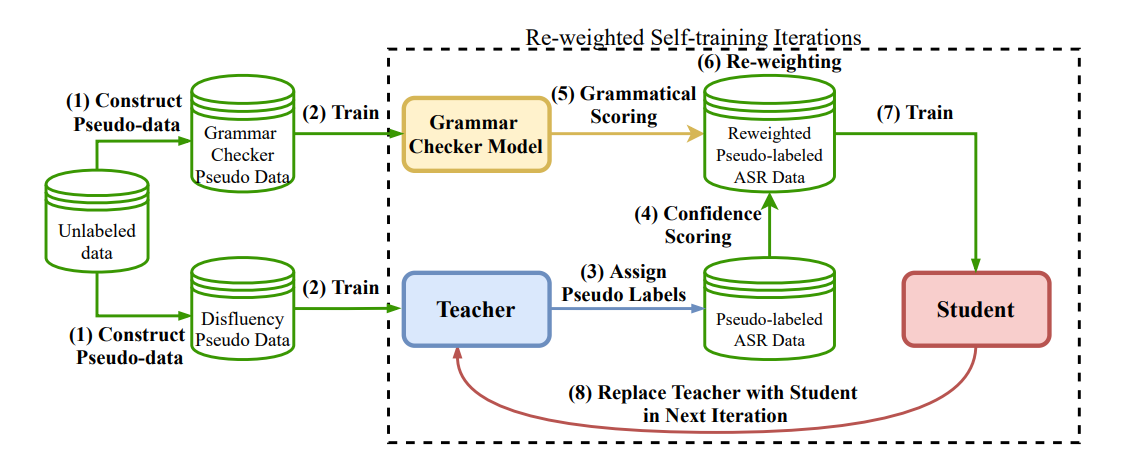 Re-weighted Self-training Iterations
(6) Re-weighting
(1) Construct
Pseudo-data
Grammar
Checker
Pseudo Data
(2) Train
Grammar
Checker Model
(5) Grammatical
Scoring
Reweighted
Pseudo-labeled
ASR Data
(7) Train
Unlabeled
data
(4) Confidence
Scoring
(1) Construct
Pseudo-data
Disfluency
Pseudo Data
(2) Train
Teacher
(3) Assign
Pseudo Labels
Pseudo-labeled
ASR Data
Student
(8) Replace Teacher with Student
in Next Iteration